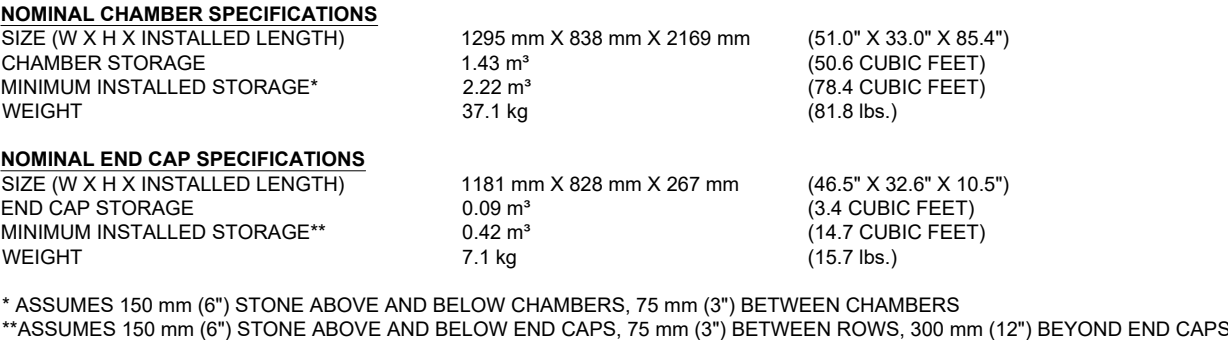 NOMINAL CHAMBER SPECIFICATIONS
SIZE (W X H X INSTALLED LENGTH) 1295 mm X 838 mm X 2169 mm (51.0" X 33.0" X 85.4")
CHAMBER STORAGE 1.43 m³ (50.6 CUBIC FEET)
MINIMUM INSTALLED STORAGE* 2.22 m³ (78.4 CUBIC FEET)
WEIGHT 37.1 kg (81.8 lbs.)
NOMINAL END CAP SPECIFICATIONS
SIZE (W X H X INSTALLED LENGTH) 1181 mm X 828 mm X 267 mm (46.5" X 32.6" X 10.5")
END CAP STORAGE 0.09 m³ (3.4 CUBIC FEET)
MINIMUM INSTALLED STORAGE** 0.42 m³ (14.7 CUBIC FEET)
WEIGHT 7.1 kg (15.7 lbs.)
* ASSUMES 150 mm (6") STONE ABOVE AND BELOW CHAMBERS, 75 mm (3") BETWEEN CHAMBERS
**ASSUMES 150 mm (6") STONE ABOVE AND BELOW END CAPS, 75 mm (3") BETWEEN ROWS, 300 mm (12") BEYOND END CAPS